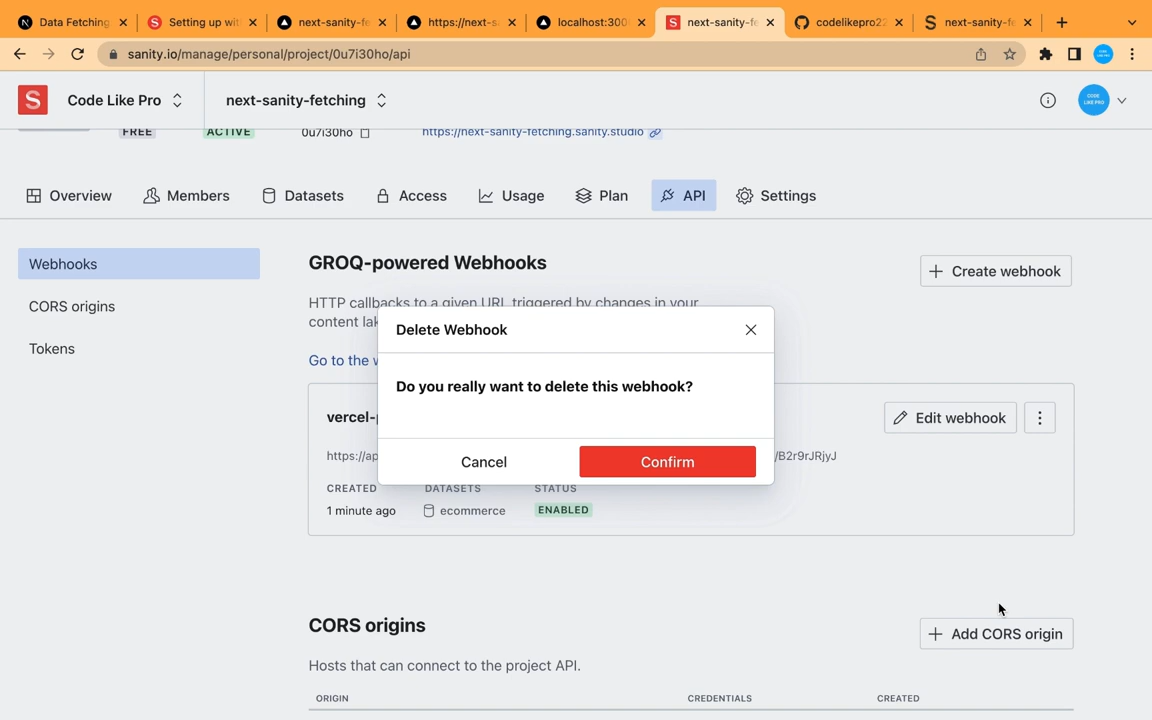 Data Fetching
Setting up wit
next-sanity-fe
https://next-s
localhost:300
next-sanity-fe
codelikepro22
next-sanity-fe
sanity.io/manage/personal/project/0u7i30ho/api
S
Code Like Pro
next-sanity-fetching
CODE
LIKE PRO
FREE
ACTIVE
0u7i30ho
https://next-sanity-fetching.sanity.studio
Overview
Members
Datasets
Access
Usage
Plan
API
Settings
Webhooks
CORS origins
Tokens
GROQ-powered Webhooks
+ Create webhook
HTTP callbacks to a given URL triggered by changes in your
content lak
Go to the w
Delete Webhook
Do you really want to delete this webhook?
Cancel
Confirm
vercel-
Edit webhook
https://ap
/B2r9rJRjyJ
CREATED
DATASETS
STATUS
1 minute ago
ecommerce
ENABLED
CORS origins
+ Add CORS origin
Hosts that can connect to the project API.
ORIGIN
CREDENTIALS
CREATED